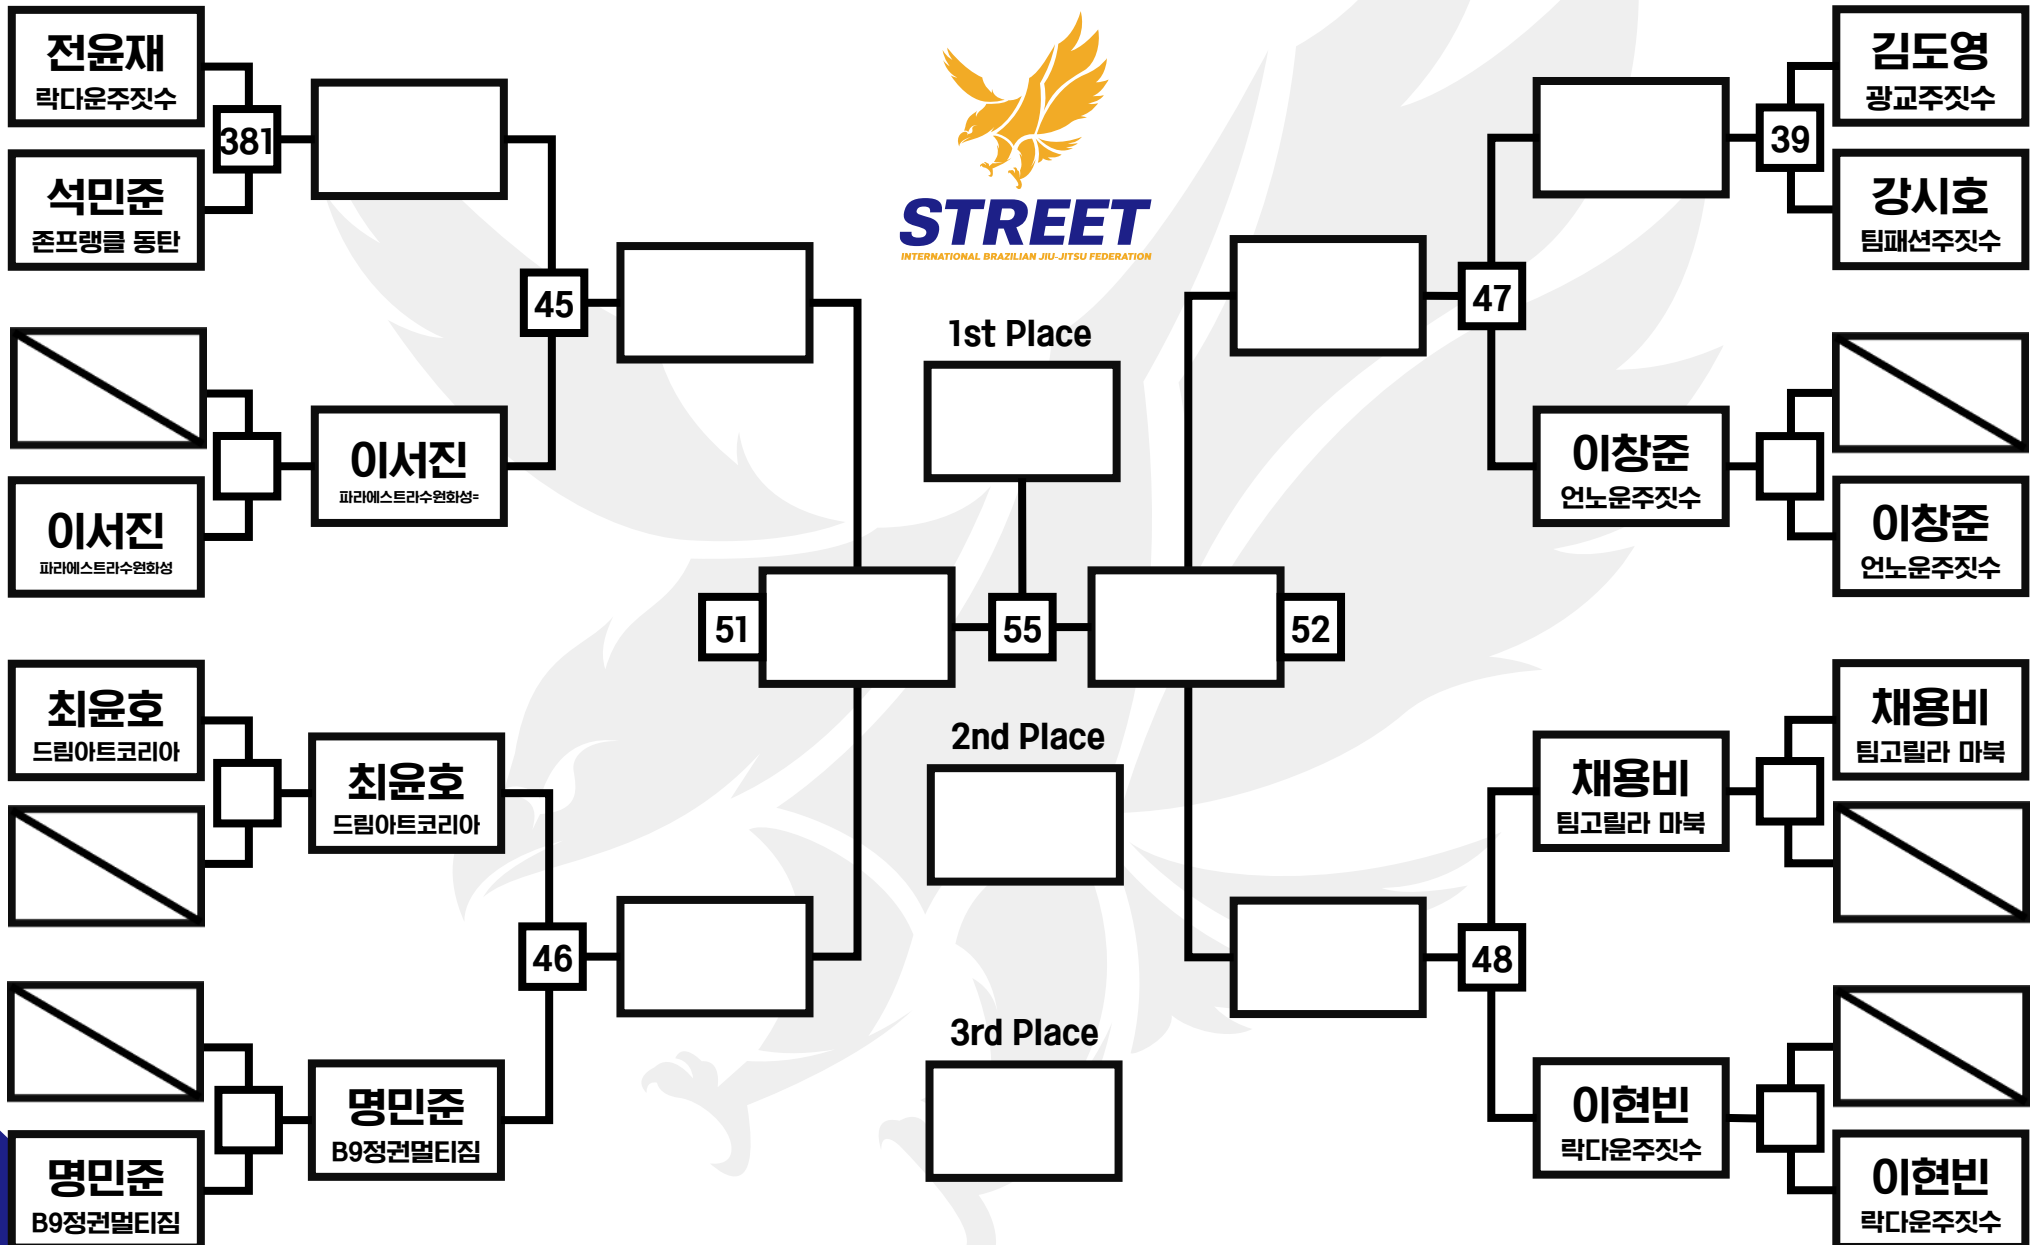 전윤재
락다운주짓수
381
석민준
존프랭클 동탄
45
이서진
파라에스트라수원화성
이서진
파라에스트라수원화성=
최윤호
드림아트코리아
최윤호
드림아트코리아
46
명민준
B9정권멀티짐
명민준
B9정권멀티짐
STREET
INTERNATIONAL BRAZILIAN JIU-JITSU FEDERATION
1st Place
51
55
52
2nd Place
3rd Place
김도영
광교주짓수
39
강시호
팀패션주짓수
47
이창준
언노운주짓수
이창준
언노운주짓수
채용비
팀고릴라 마북
채용비
팀고릴라 마북
48
이현빈
락다운주짓수
이현빈
락다운주짓수